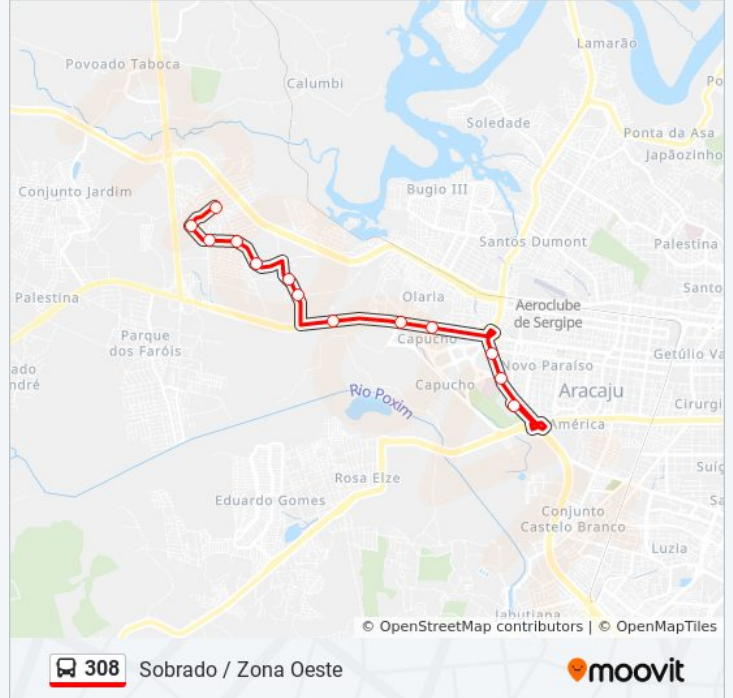 Lamarão
Povoado Taboca
Calumbi
Po
Soledade
Ponta da Asa
Japãozinho
Conjunto Jardim
Bugio III
Santos Dumont
Palestina
Palestina
Santo
Olaria
Aeroclube
de Sergipe
Parque
dos Faróis
Capucho
Getúlio Va
ado
ndré
Novo Paraíso
Capucho
Aracaju
Rio Poxim
Cirurgi
América
Suíç
Rosa Elze
Eduardo Gomes
Sa
Conjunto
Castelo Branco
Luzia
Jabutiana
© OpenStreetMap contributors | © OpenMapTiles
308 Sobrado / Zona Oeste
moovit